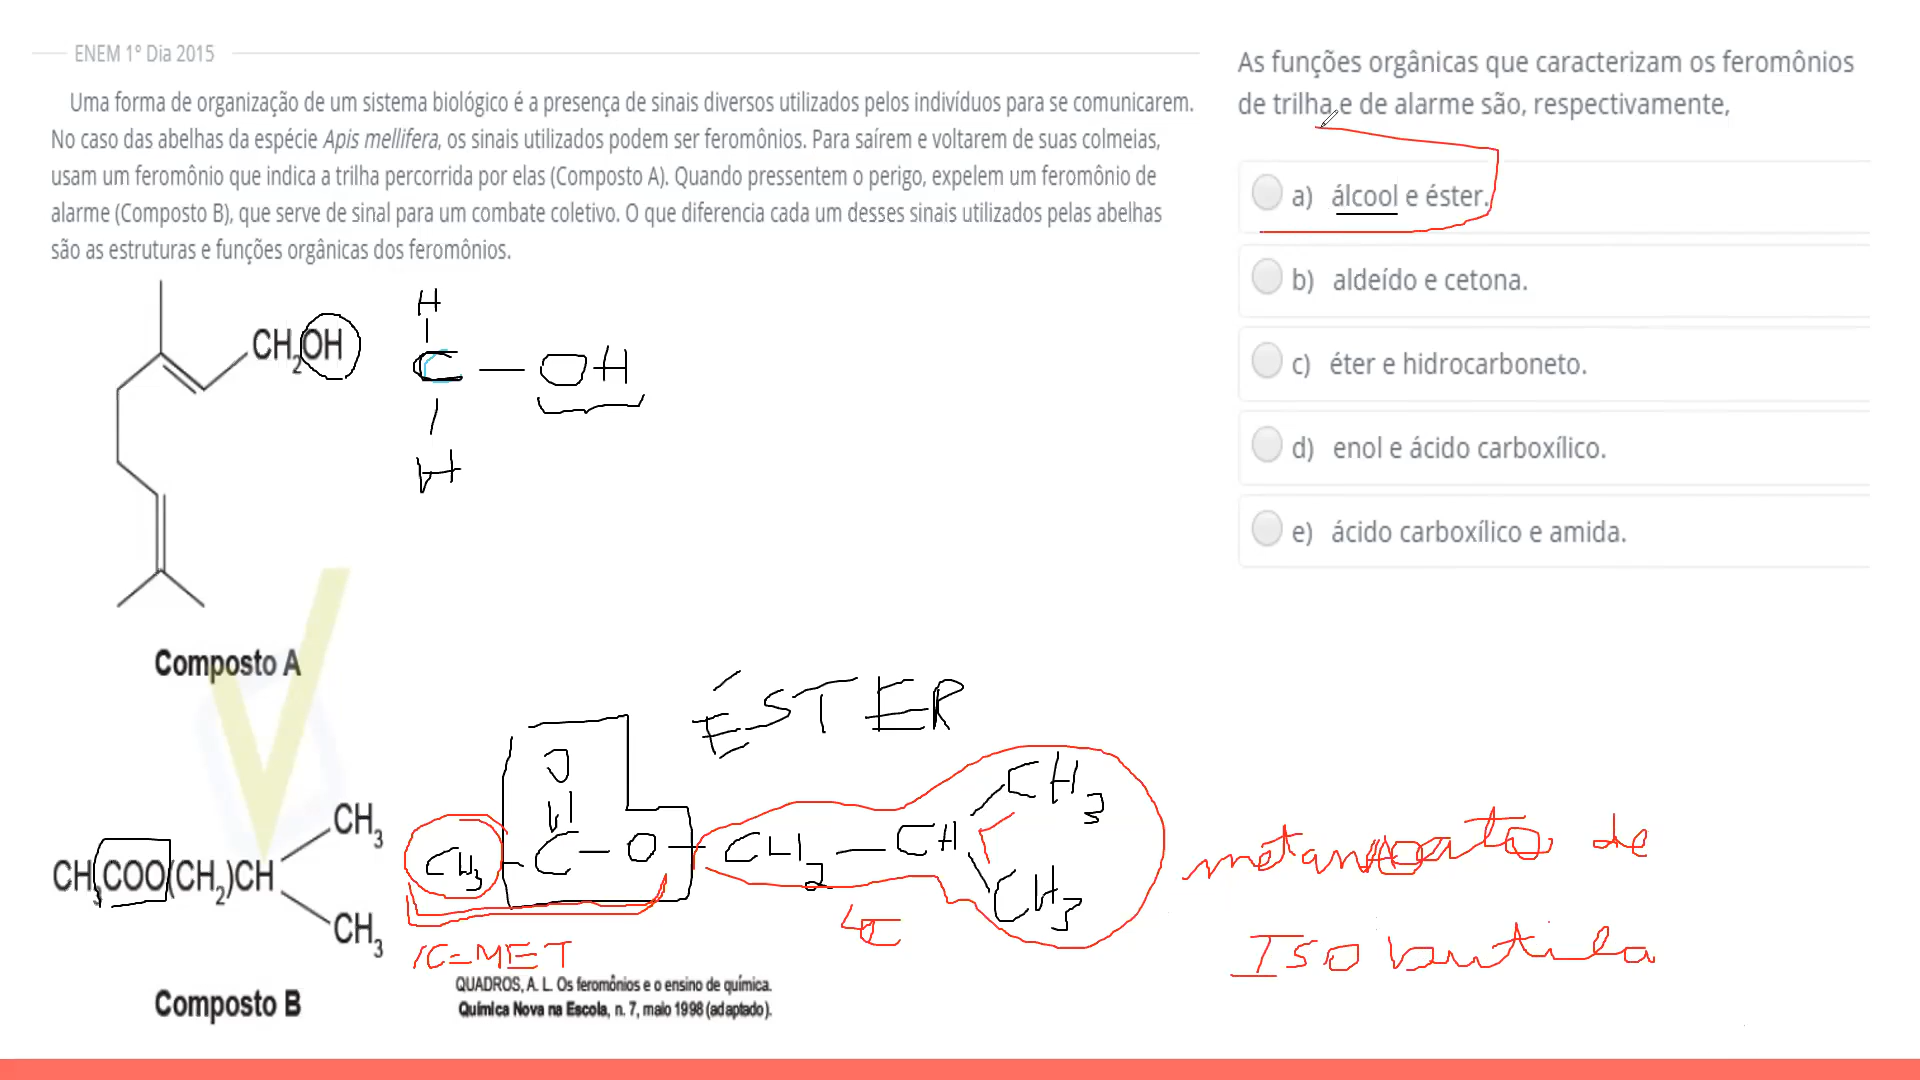 ENEM 1º Dia 2015
Uma forma de organização de um sistema biológico é a presença de sinais diversos utilizados pelos indivíduos para se comunicarem.
No caso das abelhas da espécie Apis mellifera, os sinais utilizados podem ser feromônios. Para saírem e voltarem de suas colmeias,
usam um feromônio que indica a trilha percorrida por elas (Composto A). Quando pressentem o perigo, expelem um feromônio de
alarme (Composto B), que serve de sinal para um combate coletivo. O que diferencia cada um desses sinais utilizados pelas abelhas
são as estruturas e funções orgânicas dos feromônios.
CH₂OH
H
C — OH
H
Composto A
ÉSTER
O
CH₃ - C — O — CH₂ — CH
CH₃
CH₃
CH₃COO(CH₂)CH
CH₃
CH₃
4C
1C=MET
Composto B
QUADROS, A. L. Os feromônios e o ensino de química.
Química Nova na Escola, n. 7, maio 1998 (adaptado).
As funções orgânicas que caracterizam os feromônios
de trilha e de alarme são, respectivamente,
a) álcool e éster.
b) aldeído e cetona.
c) éter e hidrocarboneto.
d) enol e ácido carboxílico.
e) ácido carboxílico e amida.
de
Iso butila